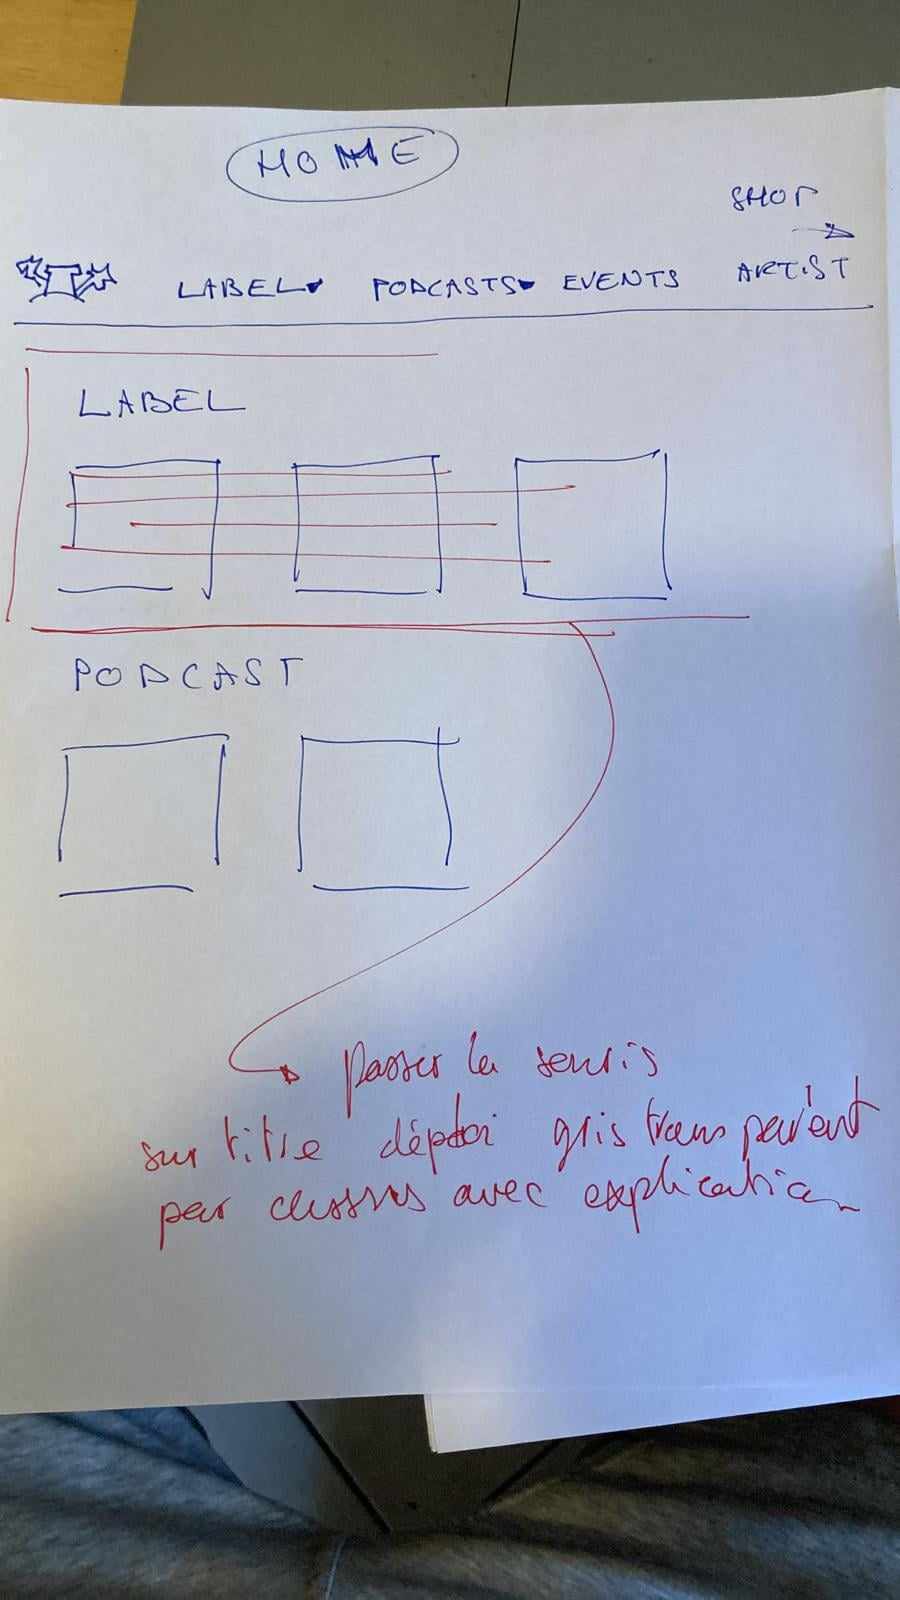 HOME
SHOP
LABEL PODCASTS EVENTS ARTIST
LABEL
PODCAST
passer la souris
sur titre gris transparent
par dessus avec explication